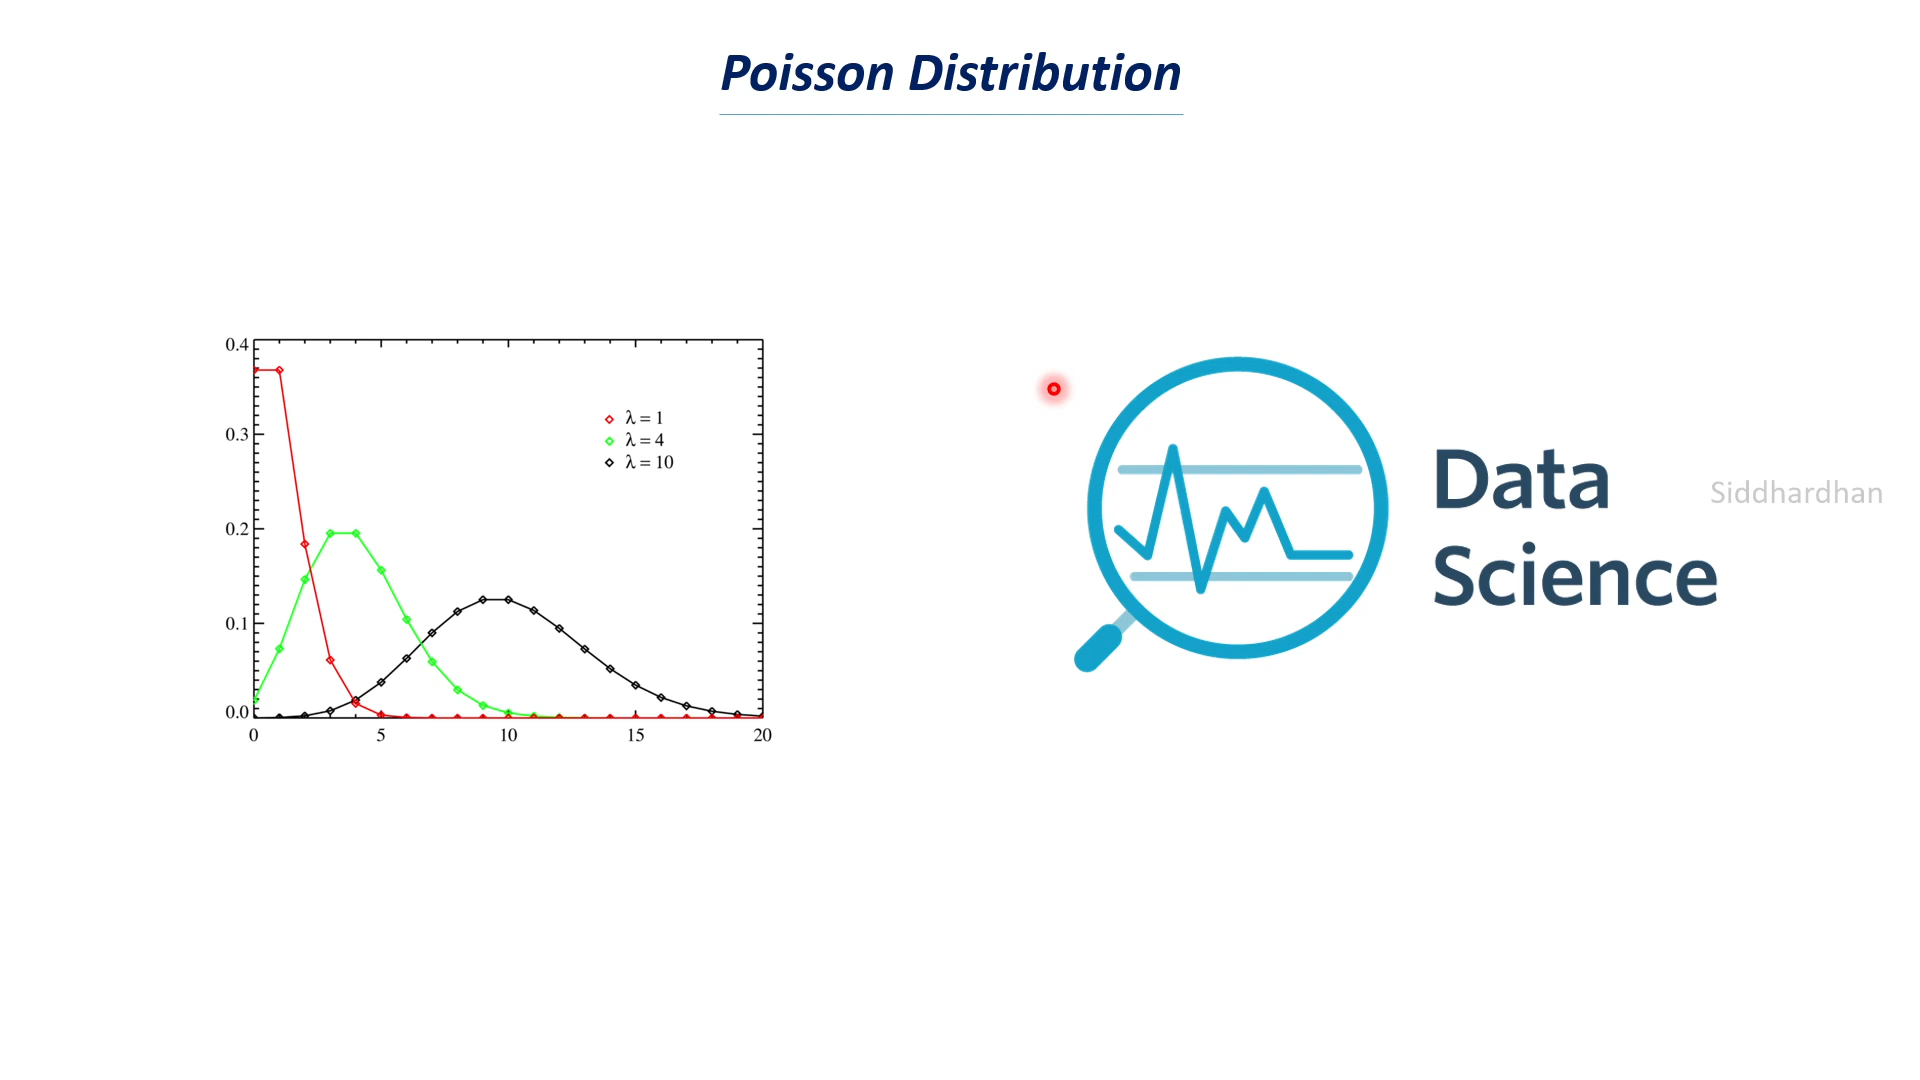 Poisson Distribution
0.4
0.3
0.2
0.1
0.0
0 5 10 15 20
λ = 1
λ = 4
λ = 10
Data
Science
Siddhardhan